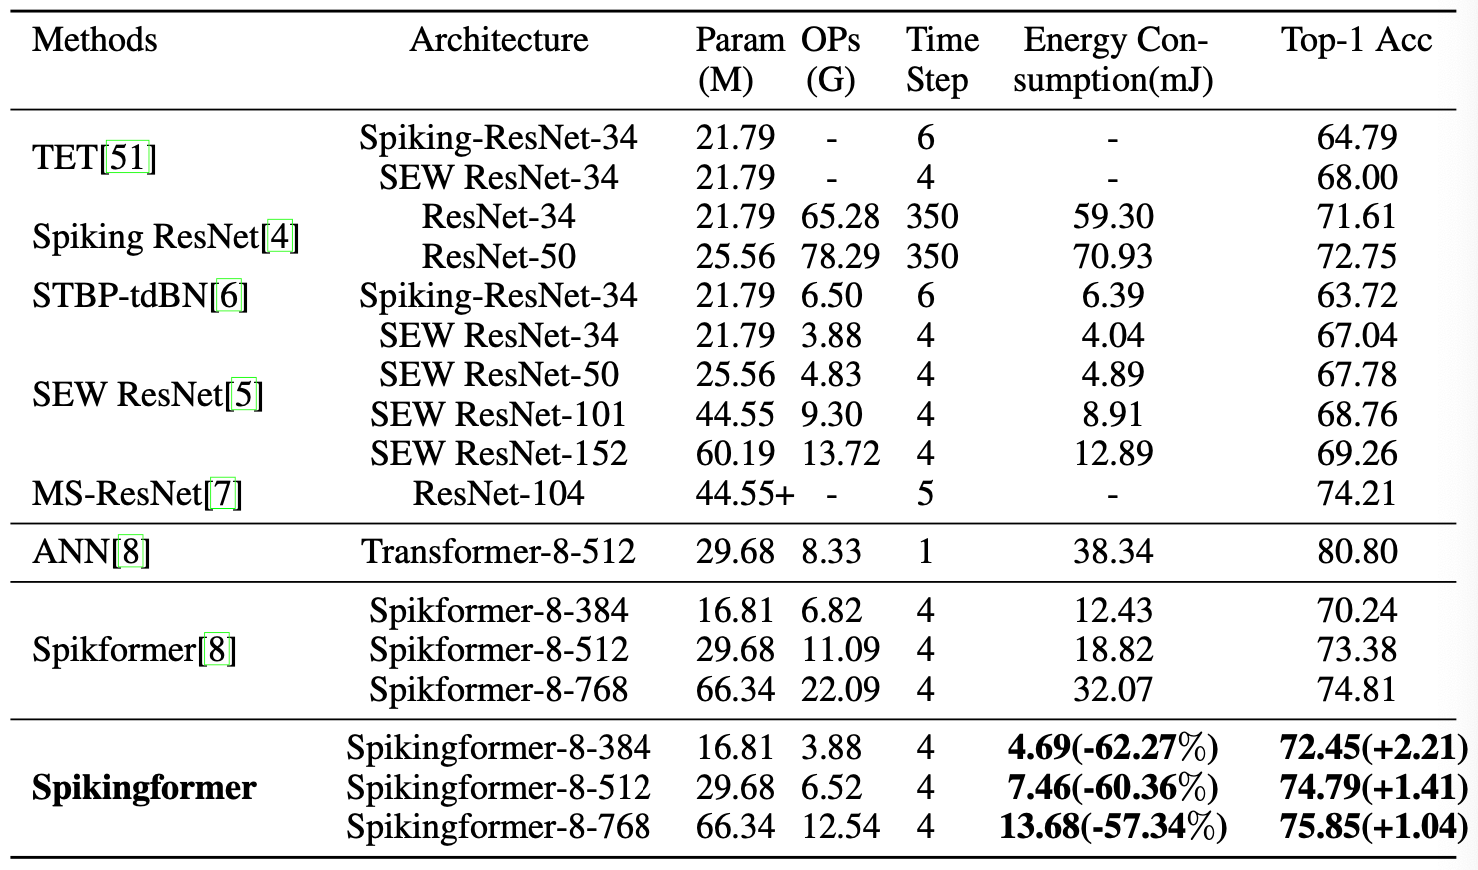 Methods Architecture Param OPs Time Energy Con- Top-1 Acc
(M) (G) Step sumption(mJ)
TET[51] Spiking-ResNet-34 21.79 - 6 - 64.79
SEW ResNet-34 21.79 - 4 - 68.00
Spiking ResNet[4] ResNet-34 21.79 65.28 350 59.30 71.61
ResNet-50 25.56 78.29 350 70.93 72.75
STBP-tdBN[6] Spiking-ResNet-34 21.79 6.50 6 6.39 63.72
SEW ResNet[5] SEW ResNet-34 21.79 3.88 4 4.04 67.04
SEW ResNet-50 25.56 4.83 4 4.89 67.78
SEW ResNet-101 44.55 9.30 4 8.91 68.76
SEW ResNet-152 60.19 13.72 4 12.89 69.26
MS-ResNet[7] ResNet-104 44.55+ - 5 - 74.21
ANN[8] Transformer-8-512 29.68 8.33 1 38.34 80.80
Spikformer[8] Spikformer-8-384 16.81 6.82 4 12.43 70.24
Spikformer-8-512 29.68 11.09 4 18.82 73.38
Spikformer-8-768 66.34 22.09 4 32.07 74.81
Spikingformer Spikingformer-8-384 16.81 3.88 4 4.69(-62.27%) 72.45(+2.21)
Spikingformer-8-512 29.68 6.52 4 7.46(-60.36%) 74.79(+1.41)
Spikingformer-8-768 66.34 12.54 4 13.68(-57.34%) 75.85(+1.04)